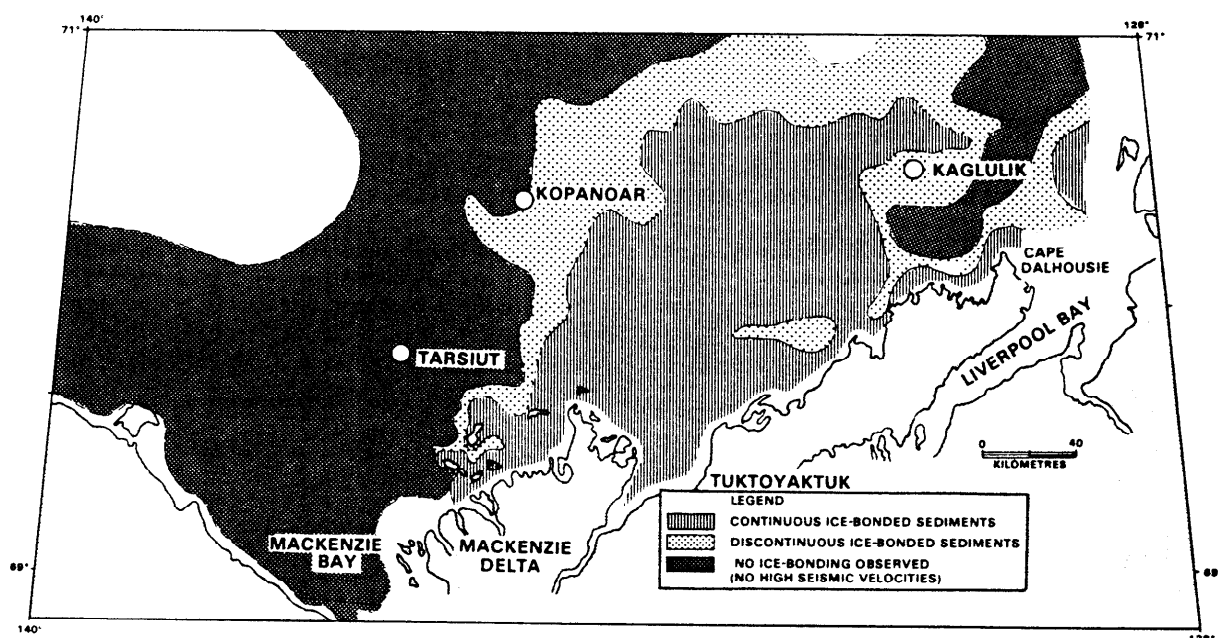 140'
71°
128°
71°
KOPANOAR
KAGLULIK
CAPE
DALHOUSIE
TARSIUT
LIVERPOOL BAY
0 40
KILOMETRES
TUKTOYAKTUK
LEGEND
CONTINUOUS ICE-BONDED SEDIMENTS
DISCONTINUOUS ICE-BONDED SEDIMENTS
NO ICE-BONDING OBSERVED
(NO HIGH SEISMIC VELOCITIES)
MACKENZIE
BAY
MACKENZIE
DELTA
69°
69
140'